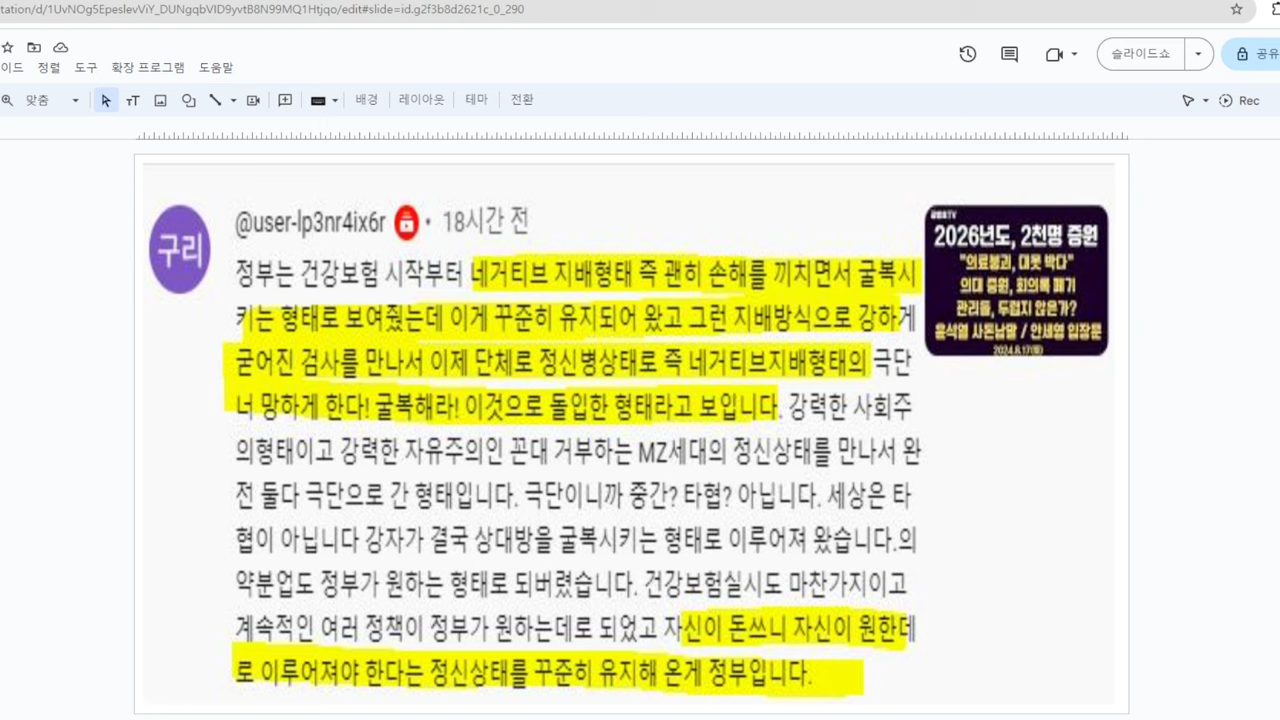 tation/d/1UvNOg5EpeslevViY_DUNgqbVID9yvtB8N99MQ1Htjqo/edit#slide=id.g2f3b8d2621c_0_290
이드 정렬 도구 확장 프로그램 도움말
슬라이드쇼
공유
맞춤
배경 레이아웃 테마 전환
Rec
구리
@user-lp3nr4ix6r · 18시간 전
정부는 건강보험 시작부터 네거티브 지배형태 즉 괜히 손해를 끼치면서 굴복시
키는 형태로 보여줬는데 이게 꾸준히 유지되어 왔고 그런 지배방식으로 강하게
굳어진 검사를 만나서 이제 단체로 정신병상태로 즉 네거티브지배형태의 극단
너 망하게 한다! 굴복해라! 이것으로 돌입한 형태라고 보입니다. 강력한 사회주
의형태이고 강력한 자유주의인 꼰대 거부하는 MZ세대의 정신상태를 만나서 완
전 둘다 극단으로 간 형태입니다. 극단이니까 중간? 타협? 아닙니다. 세상은 타
협이 아닙니다 강자가 결국 상대방을 굴복시키는 형태로 이루어져 왔습니다.의
약분업도 정부가 원하는 형태로 되버렸습니다. 건강보험실시도 마찬가지이고
계속적인 여러 정책이 정부가 원하는데로 되었고 자신이 돈쓰니 자신이 원한데
로 이루어져야 한다는 정신상태를 꾸준히 유지해 온게 정부입니다.
2026년도, 2천명 증원
"의료붕괴, 대못 박다"
의대 증원, 회의록 폐기
관리들, 두렵지 않은가?
윤석열 사돈남말 / 안세영 입장문
2024.8.17(토)